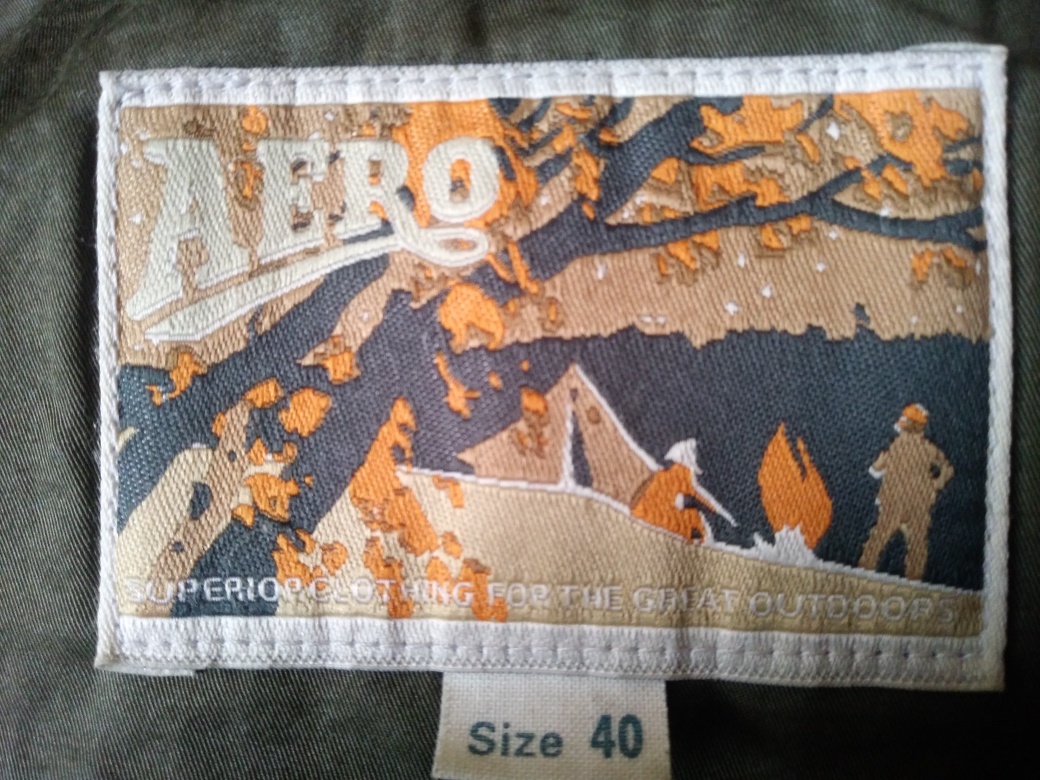 AERO
SUPERIOR CLOTHING FOR THE GREAT OUTDOORS
Size 40